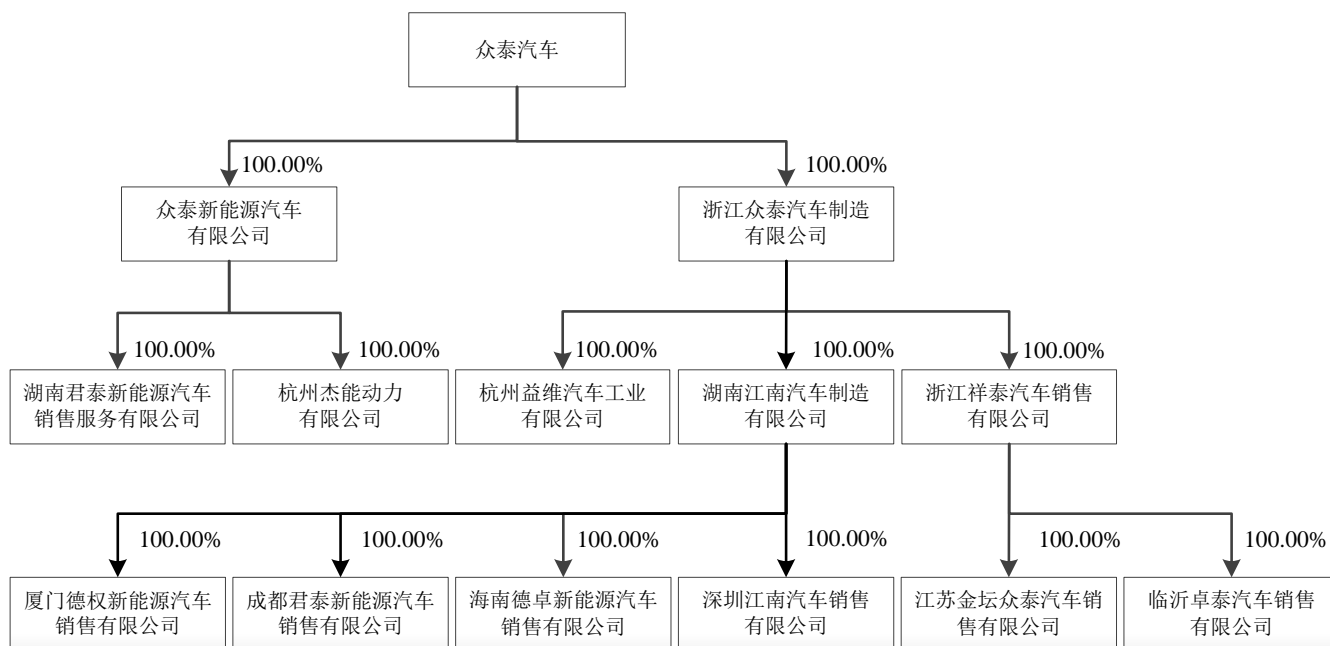 众泰汽车
100.00%
100.00%
众泰新能源汽车
有限公司
浙江众泰汽车制造
有限公司
100.00%
100.00%
100.00%
100.00%
100.00%
湖南君泰新能源汽车
销售服务有限公司
杭州杰能动力
有限公司
杭州益维汽车工业
有限公司
湖南江南汽车制造
有限公司
浙江祥泰汽车销售
有限公司
100.00%
100.00%
100.00%
100.00%
100.00%
100.00%
厦门德权新能源汽车
销售有限公司
成都君泰新能源汽车
销售有限公司
海南德卓新能源汽车
销售有限公司
深圳江南汽车销售
有限公司
江苏金坛众泰汽车销
售有限公司
临沂卓泰汽车销售
有限公司